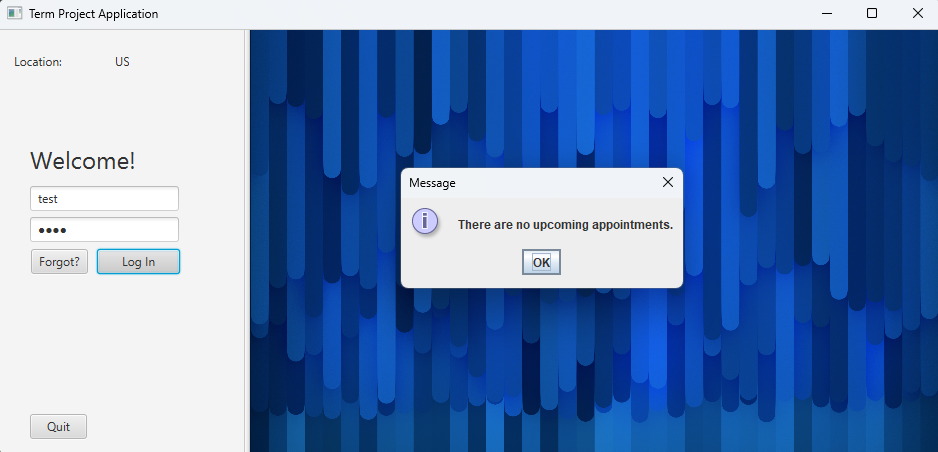 Term Project Application
Location: US
Welcome!
test
Forgot? Log In
Quit
Message
There are no upcoming appointments.
OK